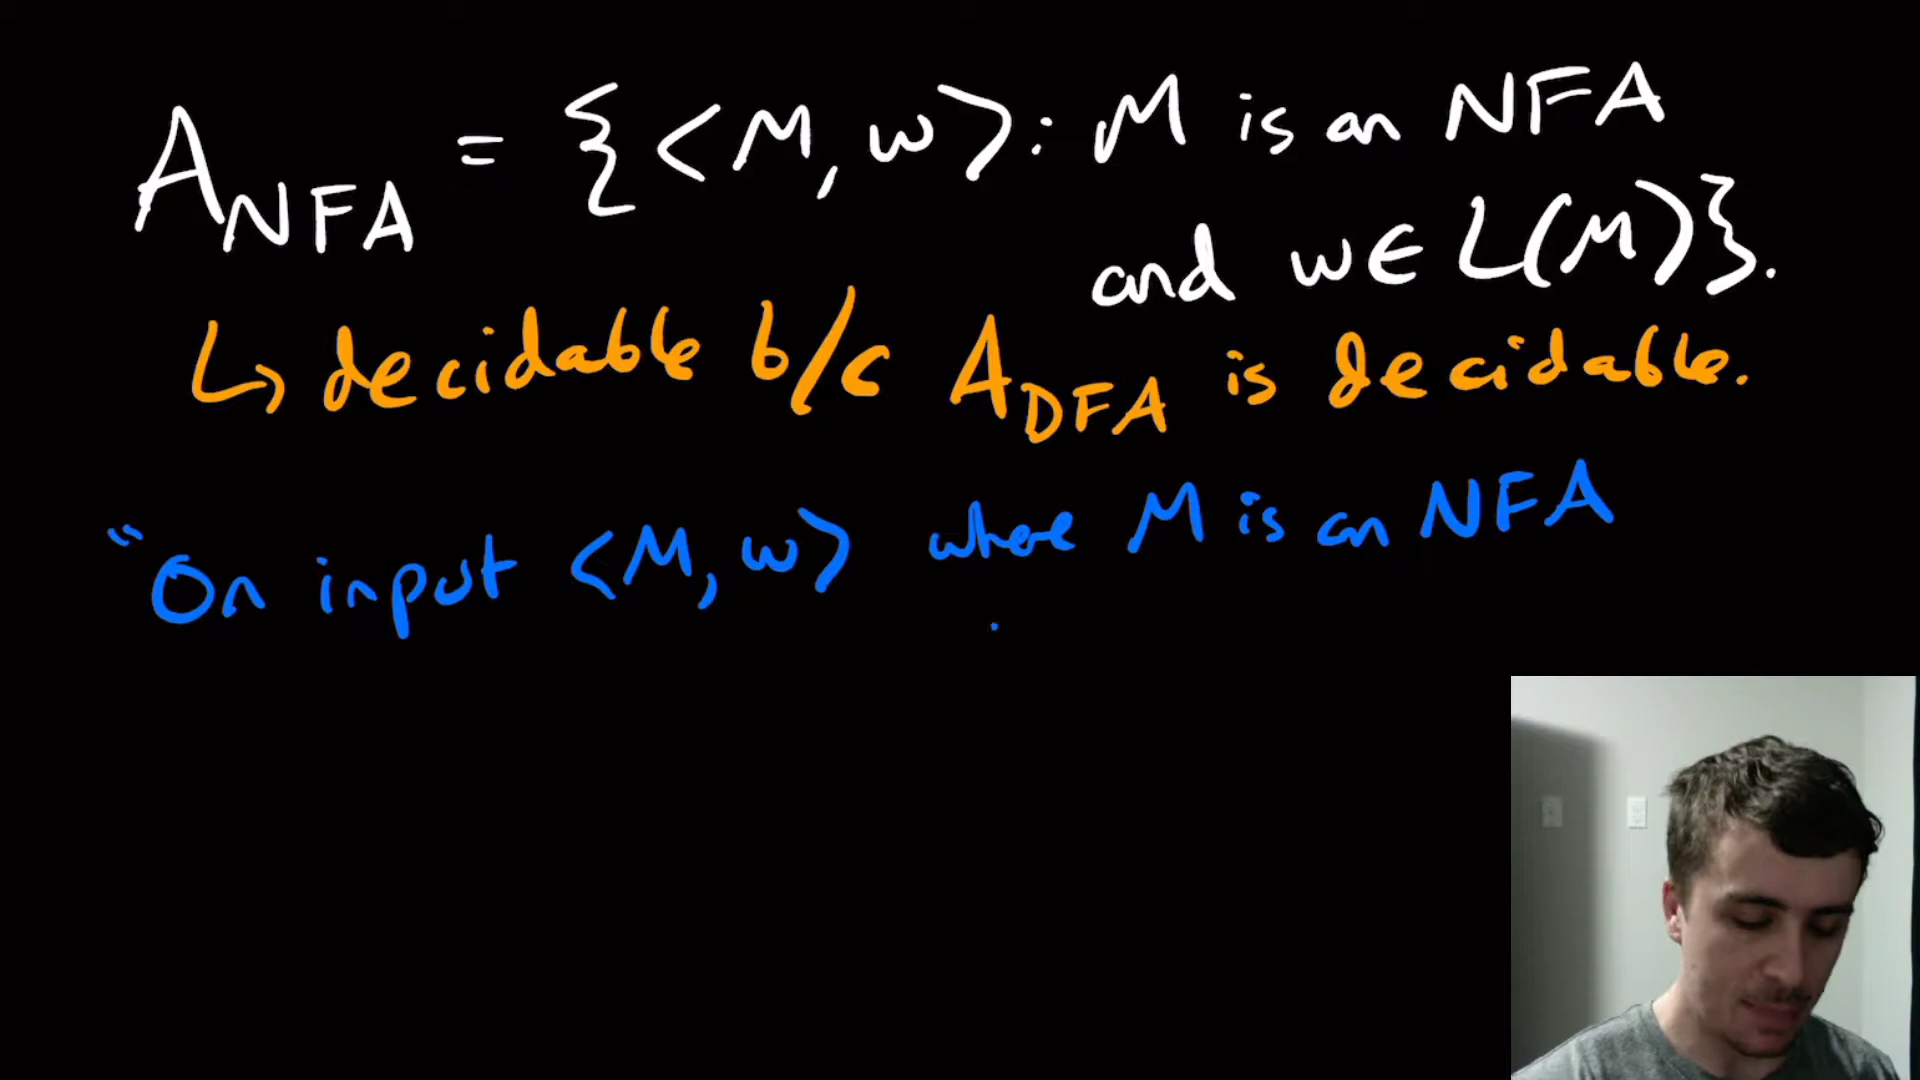 A_NFA = {<M, w>: M is an NFA
and w ∈ L(M)}.
↳ decidable b/c A_DFA is decidable.
"On input <M, w> where M is an NFA